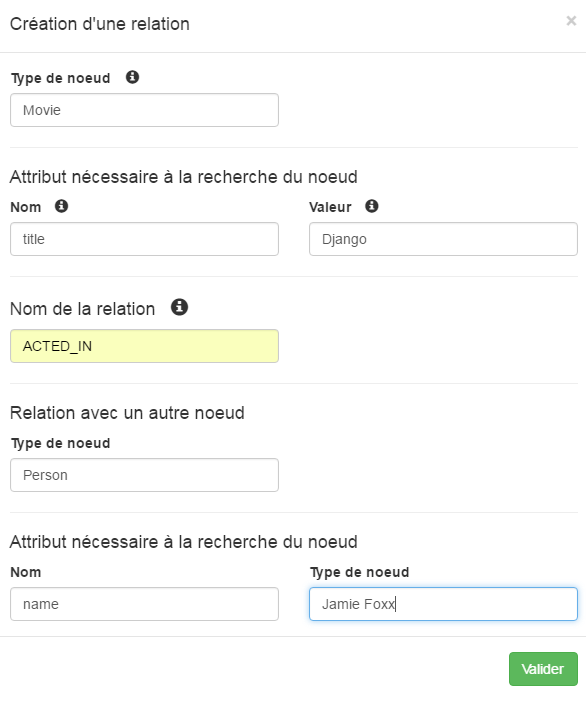 Création d'une relation ×
Type de noeud
Movie
Attribut nécessaire à la recherche du noeud
Nom Valeur
title Django
Nom de la relation
ACTED_IN
Relation avec un autre noeud
Type de noeud
Person
Attribut nécessaire à la recherche du noeud
Nom Type de noeud
name Jamie Foxx
Valider